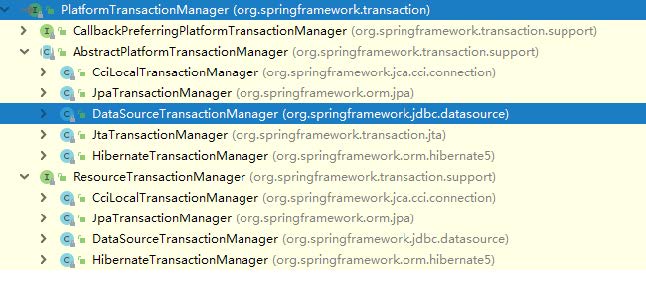 PlatformTransactionManager (org.springframework.transaction)
CallbackPreferringPlatformTransactionManager (org.springframework.transaction.support)
AbstractPlatformTransactionManager (org.springframework.transaction.support)
CciLocalTransactionManager (org.springframework.jca.cci.connection)
JpaTransactionManager (org.springframework.orm.jpa)
DataSourceTransactionManager (org.springframework.jdbc.datasource)
JtaTransactionManager (org.springframework.transaction.jta)
HibernateTransactionManager (org.springframework.orm.hibernate5)
ResourceTransactionManager (org.springframework.transaction.support)
CciLocalTransactionManager (org.springframework.jca.cci.connection)
JpaTransactionManager (org.springframework.orm.jpa)
DataSourceTransactionManager (org.springframework.jdbc.datasource)
HibernateTransactionManager (org.springframework.orm.hibernate5)